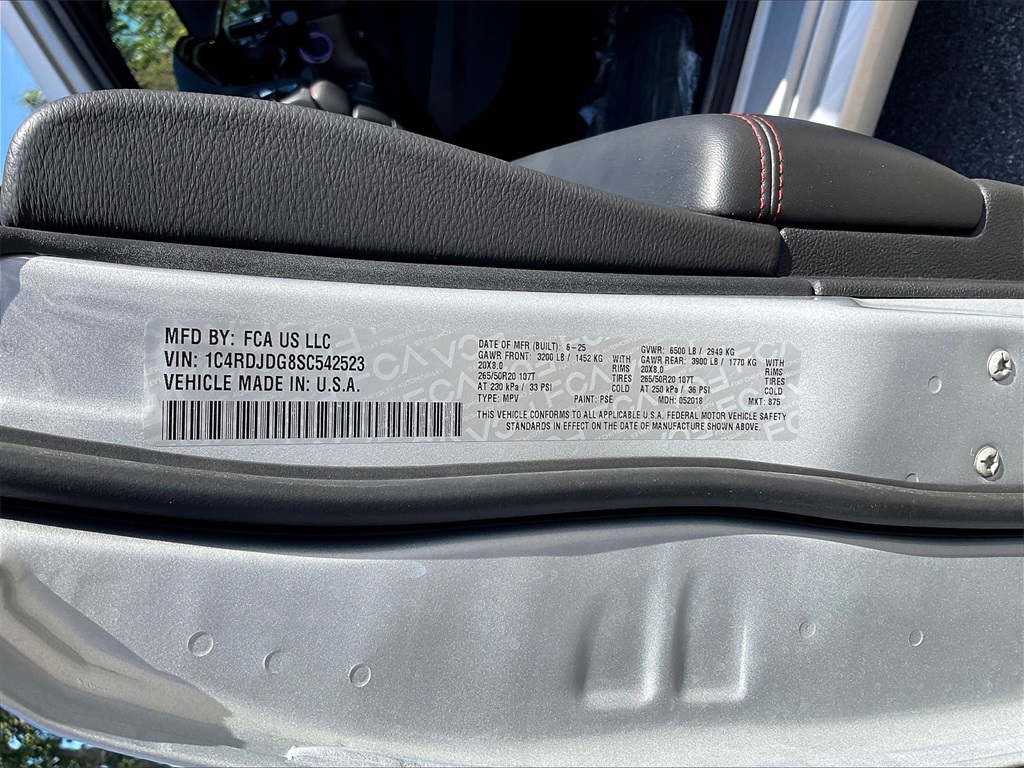 MFD BY: FCA US LLC
VIN: 1C4RDJDG8SC542523
VEHICLE MADE IN: U.S.A.
DATE OF MFR (BUILT): 6-25 GVWR: 6500 LB / 2949 KG
GAWR FRONT: 3200 LB / 1452 KG WITH GAWR REAR: 3900 LB / 1770 KG WITH
20X8.0 RIMS 20X8.0 RIMS
265/50R20 107T TIRES 265/50R20 107T TIRES
AT 230 kPa / 33 PSI COLD AT 250 kPa / 36 PSI COLD
TYPE: MPV PAINT: PSE MDH: 052018 MKT: 875
THIS VEHICLE CONFORMS TO ALL APPLICABLE U.S.A. FEDERAL MOTOR VEHICLE SAFETY
STANDARDS IN EFFECT ON THE DATE OF MANUFACTURE SHOWN ABOVE.